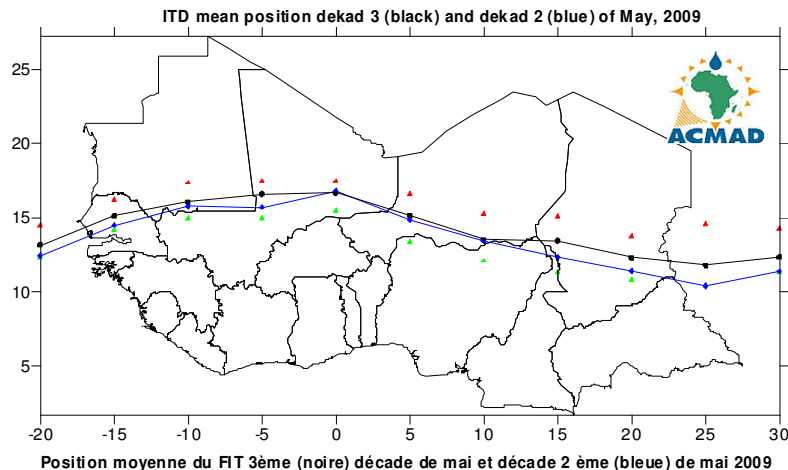 ITD mean position dekad 3 (black) and dekad 2 (blue) of May, 2009
25
20
15
10
5
ACMAD
-20 -15 -10 -5 0 5 10 15 20 25 30
Position moyenne du FIT 3ème (noire) décade de mai et décade 2 ème (bleue) de mai 2009